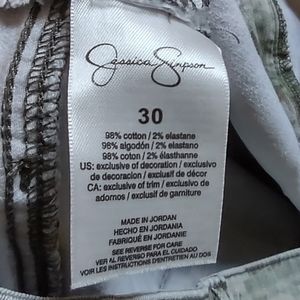 Jessica Simpson
30
98% cotton / 2% elastane
98% algodón / 2% elastano
98% coton / 2% élasthanne
US: exclusive of decoration / exclusivo
de decoracion / exclusif de décor
CA: exclusive of trim / exclusivo de
adornos / exclusif de garniture
MADE IN JORDAN
HECHO EN JORDANIA
FABRIQUÉ EN JORDANIE
SEE REVERSE FOR CARE
VER AL REVERSO PARA EL CUIDADO
VOIR LES INSTRUCTIONS D'ENTRETIEN AU DOS